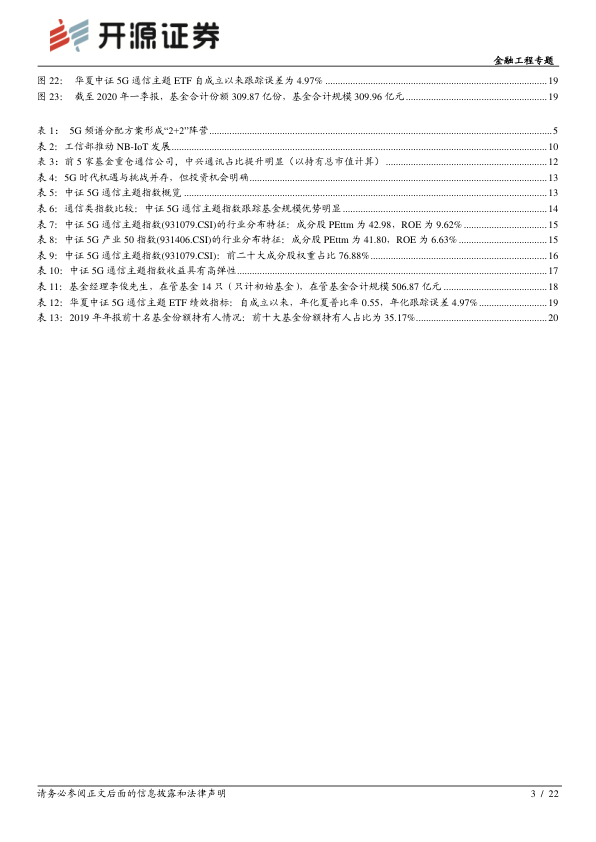 开源证券
金融工程专题
图 22： 华夏中证 5G 通信主题 ETF 自成立以来跟踪误差为 4.97% ........ 19
图 23： 截至 2020 年一季报，基金合计份额 309.87 亿份，基金合计规模 309.96 亿元 ........ 19
表 1： 5G 频谱分配方案形成“2+2”阵营 ........ 5
表 2：工信部推动 NB-IoT 发展 ........ 10
表 3：前 5 家基金重仓通信公司，中兴通讯占比提升明显（以持有总市值计算） ........ 12
表 4：5G 时代机遇与挑战并存，但投资机会明确 ........ 13
表 5：中证 5G 通信主题指数概览 ........ 13
表 6：通信类指数比较：中证 5G 通信主题指数跟踪基金规模优势明显 ........ 14
表 7：中证 5G 通信主题指数(931079.CSI)的行业分布特征：成分股 PEttm 为 42.98，ROE 为 9.62% ........ 15
表 8：中证 5G 产业 50 指数(931406.CSI)的行业分布特征：成分股 PEttm 为 41.80，ROE 为 6.63% ........ 15
表 9：中证 5G 通信主题指数(931079.CSI)：前二十大成分股权重占比 76.88% ........ 16
表 10：中证 5G 通信主题指数收益具有高弹性 ........ 17
表 11：基金经理李俊先生，在管基金 14 只（只计初始基金），在管基金合计规模 506.87 亿元 ........ 18
表 12：华夏中证 5G 通信主题 ETF 绩效指标：自成立以来，年化夏普比率 0.55，年化跟踪误差 4.97% ........ 19
表 13：2019 年年报前十名基金份额持有人情况：前十大基金份额持有人占比为 35.17% ........ 20
请务必参阅正文后面的信息披露和法律声明
3 / 22